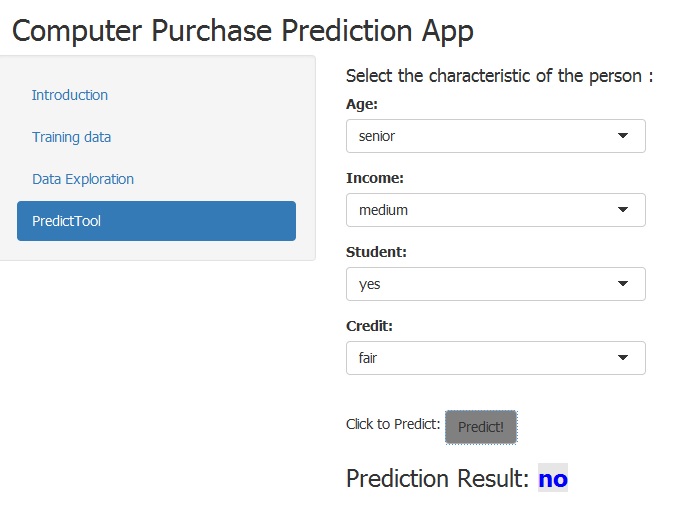 Computer Purchase Prediction App
Introduction
Training data
Data Exploration
PredictTool
Select the characteristic of the person :
Age:
senior
Income:
medium
Student:
yes
Credit:
fair
Click to Predict: Predict!
Prediction Result: no